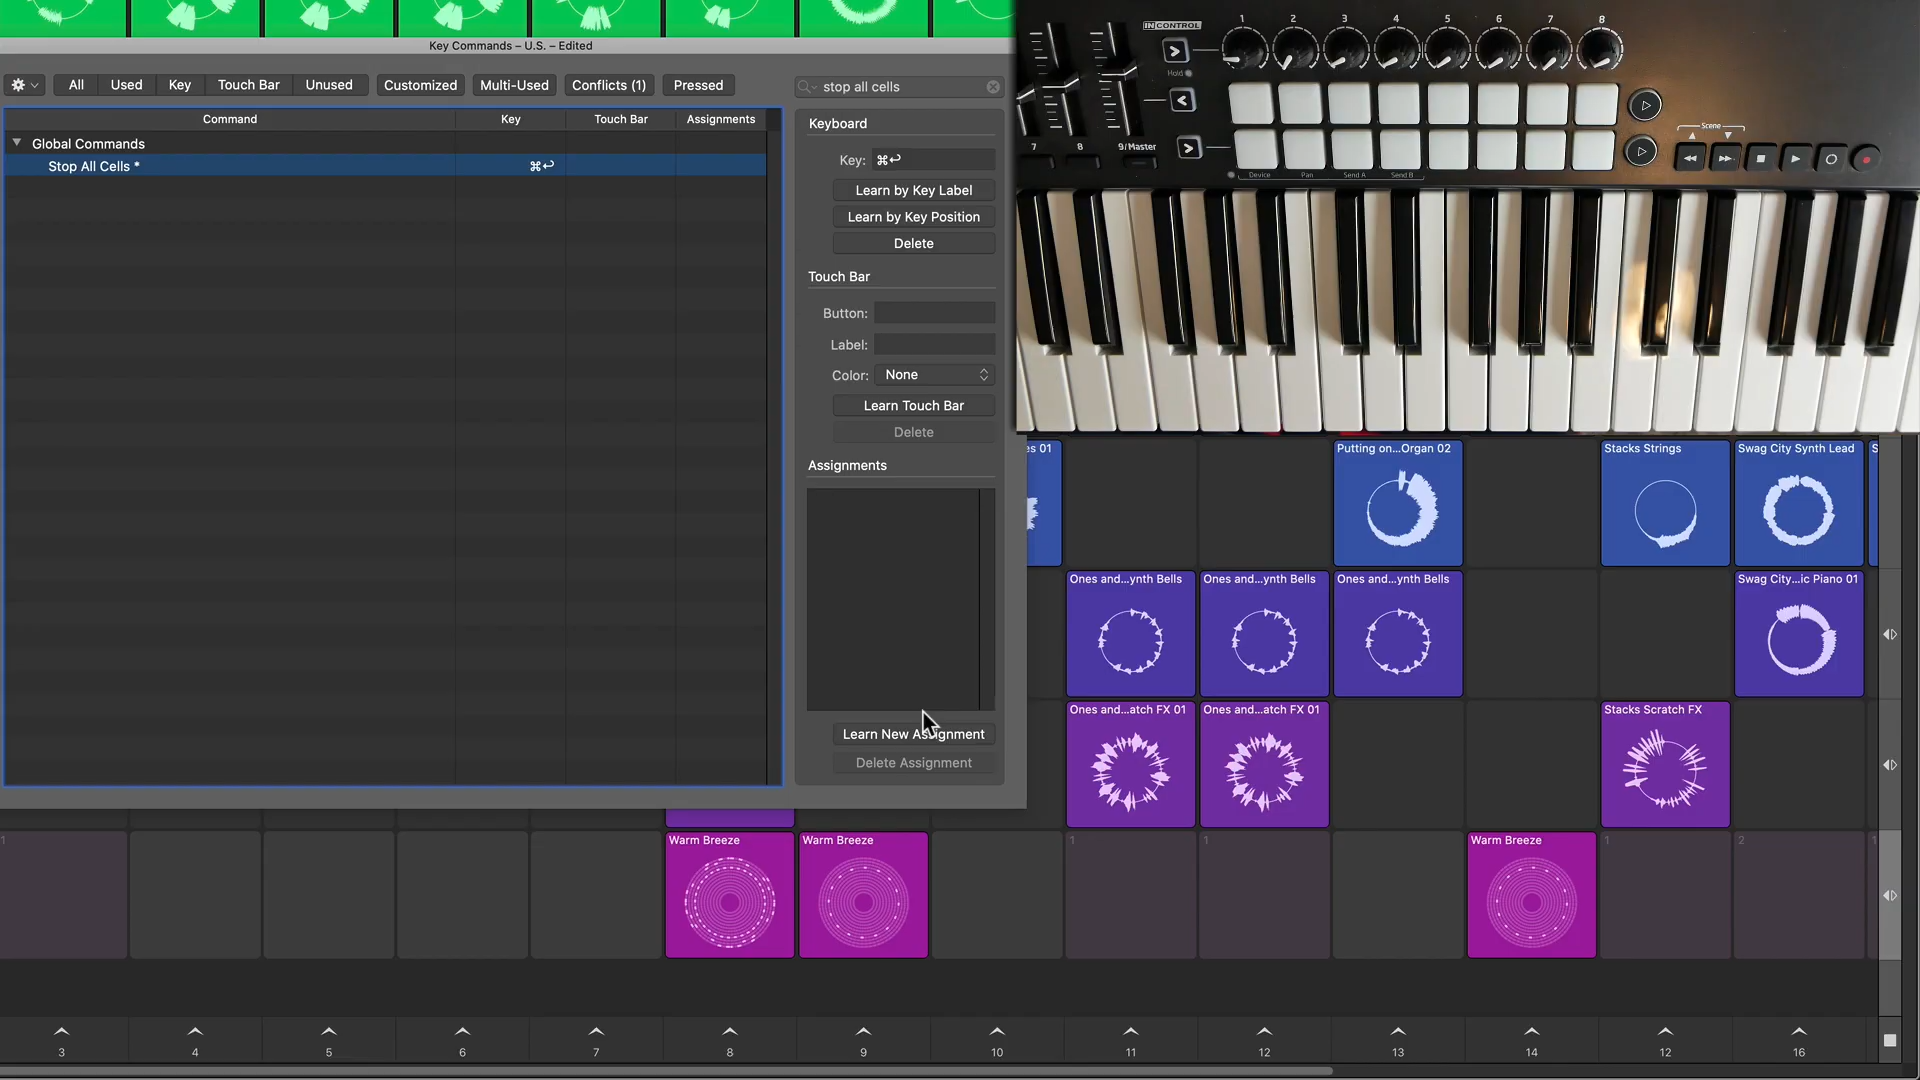 Key Commands – U.S. – Edited
All Used Key Touch Bar Unused Customized Multi-Used Conflicts (1) Pressed
stop all cells
Command Key Touch Bar Assignments
Global Commands
Stop All Cells * ⌘↩
Keyboard
Key: ⌘↩
Learn by Key Label
Learn by Key Position
Delete
Touch Bar
Button:
Label:
Color: None
Learn Touch Bar
Delete
Assignments
Learn New Assignment
Delete Assignment
INCONTROL
1 2 3 4 5 6 7 8
Hold
7 8 9/Master
Scene
Device Pan Send A Send B
es 01
Putting on...Organ 02
Stacks Strings
Swag City Synth Lead
S
Ones and...ynth Bells
Ones and...ynth Bells
Ones and...ynth Bells
Swag City...ic Piano 01
Ones and...atch FX 01
Ones and...atch FX 01
Stacks Scratch FX
1
Warm Breeze
Warm Breeze
1
1
Warm Breeze
1
2
1
3 4 5 6 7 8 9 10 11 12 13 14 12 16